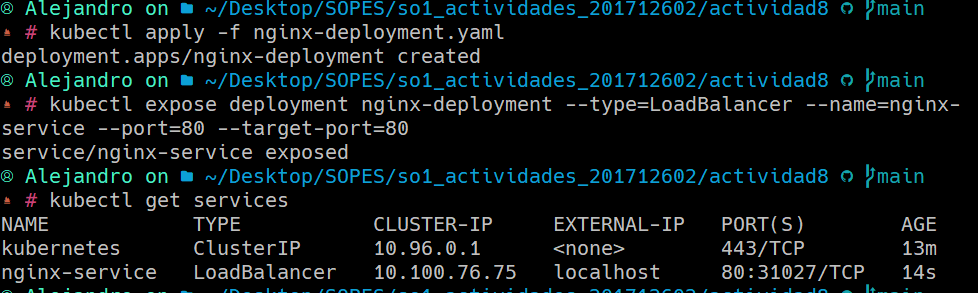 Alejandro on ~/Desktop/SOPES/so1_actividades_201712602/actividad8 main
# kubectl apply -f nginx-deployment.yaml
deployment.apps/nginx-deployment created
Alejandro on ~/Desktop/SOPES/so1_actividades_201712602/actividad8 main
# kubectl expose deployment nginx-deployment --type=LoadBalancer --name=nginx-
service --port=80 --target-port=80
service/nginx-service exposed
Alejandro on ~/Desktop/SOPES/so1_actividades_201712602/actividad8 main
# kubectl get services
NAME TYPE CLUSTER-IP EXTERNAL-IP PORT(S) AGE
kubernetes ClusterIP 10.96.0.1 <none> 443/TCP 13m
nginx-service LoadBalancer 10.100.76.75 localhost 80:31027/TCP 14s